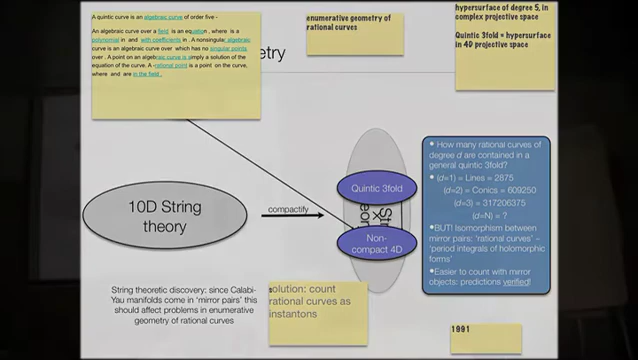 A quintic curve is an algebraic curve of order five -
An algebraic curve over a field is an equation, where is a
polynomial in and with coefficients in . A nonsingular algebraic
curve is an algebraic curve over which has no singular points
over . A point on an algebraic curve is simply a solution of the
equation of the curve. A -rational point is a point on the curve,
where and are in the field .
enumerative geometry of
rational curves
hypersurface of degree 5, in
complex projective space
Quintic 3fold = hypersurface
in 4D projective space
etry
10D String
theory
compactify
Quintic 3fold
Non-
compact 4D
• How many rational curves of
degree d are contained in a
general quintic 3fold?
• (d=1) = Lines = 2875
(d=2) = Conics = 609250
(d=3) = 317206375
(d=N) = ?
• BUT! Isomorphism between
mirror pairs: 'rational curves' ~
'period integrals of holomorphic
forms'
• Easier to count with mirror
objects: predictions verified!
String theoretic discovery: since Calabi-
Yau manifolds come in 'mirror pairs' this
should affect problems in enumerative
geometry of rational curves
solution: count
rational curves as
instantons
1991